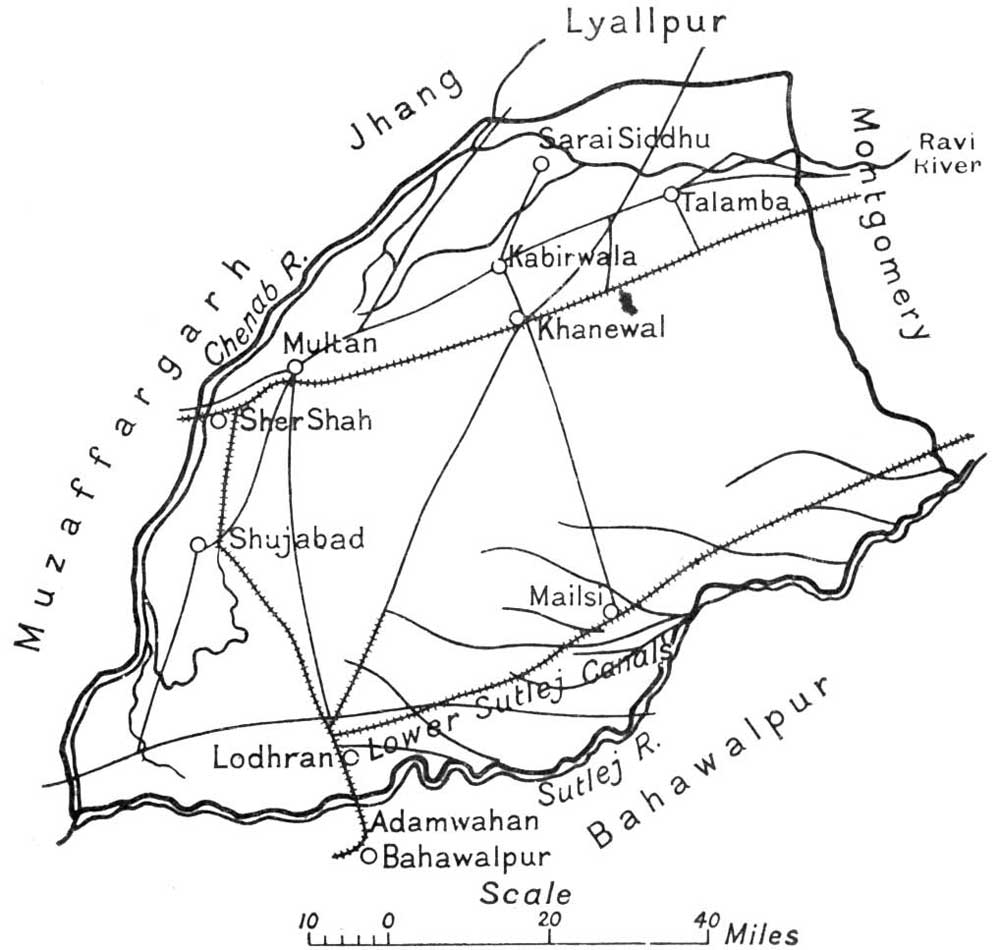 Lyallpur
Jhang
Montgomery
Ravi
River
Sarai Siddhu
Talamba
Kabirwala
Chenab R.
Khanewal
Multan
Muzaffargarh
Sher Shah
Shujabad
Mailsi
Lower Sutlej Canals
Lodhran
Sutlej R.
Bahawalpur
Adamwahan
Bahawalpur
Scale
10 0 20 40 Miles